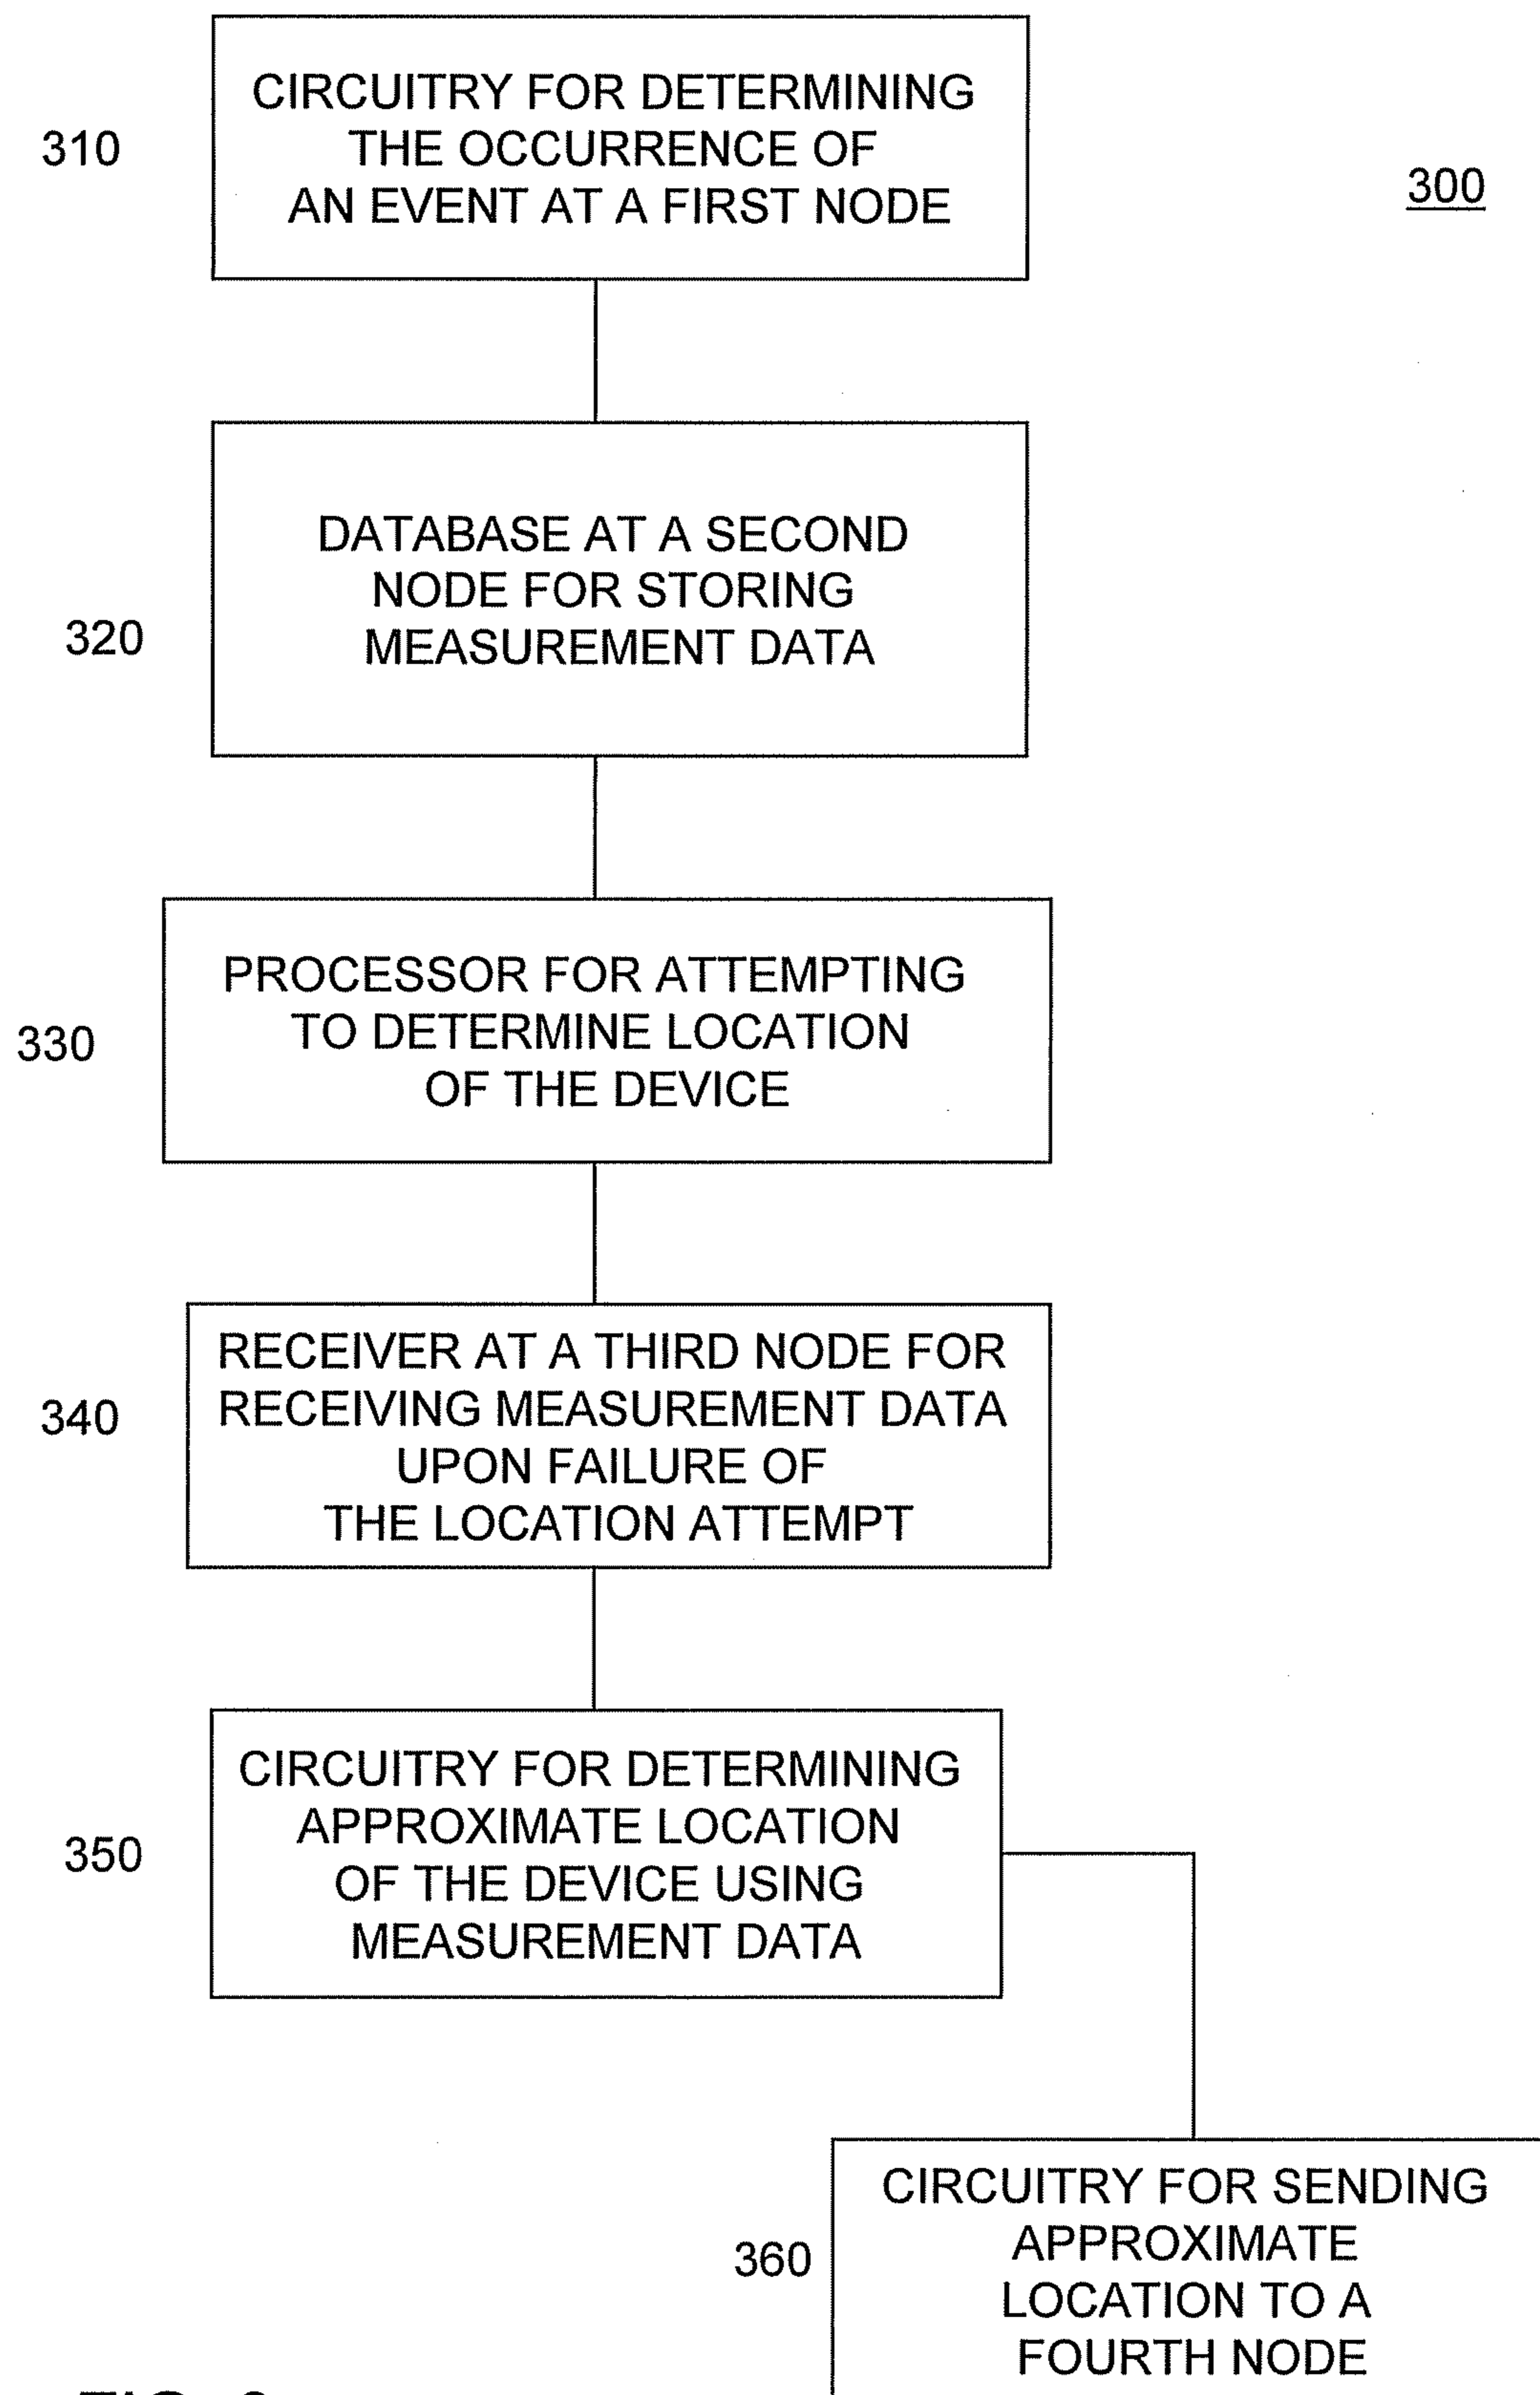 CIRCUITRY FOR DETERMINING
THE OCCURRENCE OF
AN EVENT AT A FIRST NODE
310
300
DATABASE AT A SECOND
NODE FOR STORING
MEASUREMENT DATA
320
PROCESSOR FOR ATTEMPTING
TO DETERMINE LOCATION
OF THE DEVICE
330
RECEIVER AT A THIRD NODE FOR
RECEIVING MEASUREMENT DATA
UPON FAILURE OF
THE LOCATION ATTEMPT
340
CIRCUITRY FOR DETERMINING
APPROXIMATE LOCATION
OF THE DEVICE USING
MEASUREMENT DATA
350
CIRCUITRY FOR SENDING
APPROXIMATE
LOCATION TO A
FOURTH NODE
360